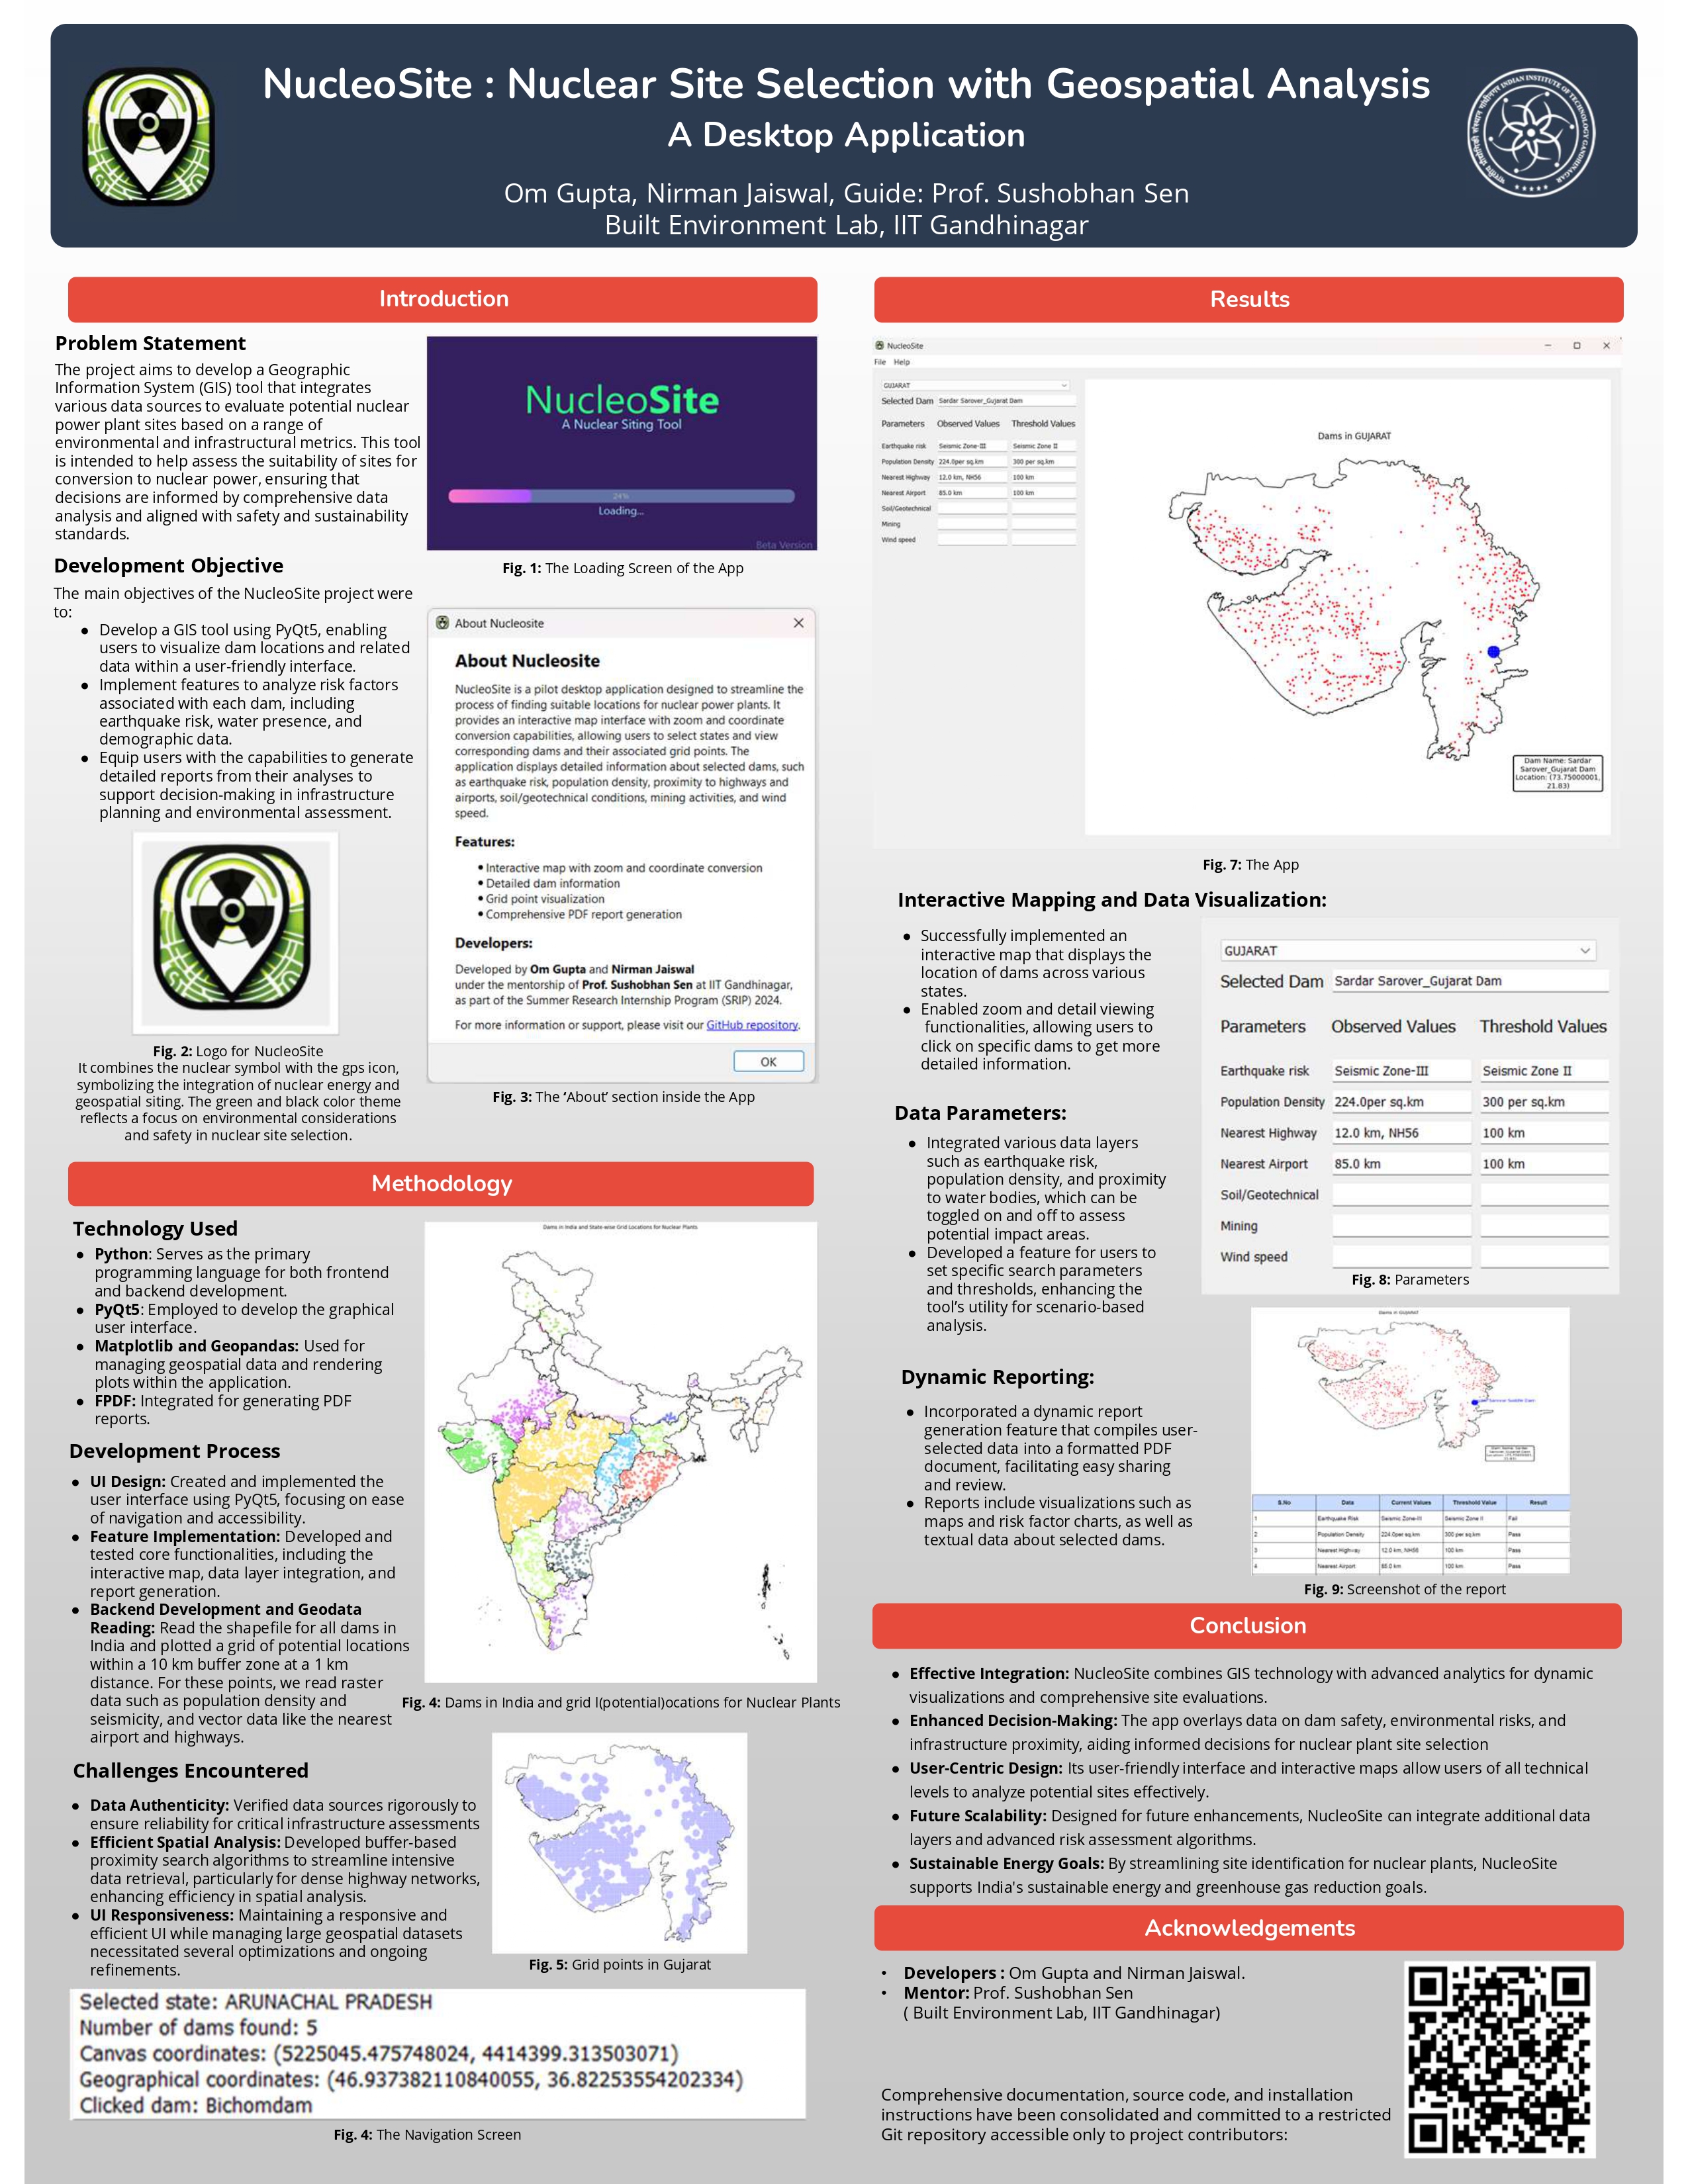 NucleoSite : Nuclear Site Selection with Geospatial Analysis
A Desktop Application
Om Gupta, Nirman Jaiswal, Guide: Prof. Sushobhan Sen
Built Environment Lab, IIT Gandhinagar
Introduction
Problem Statement
The project aims to develop a Geographic
Information System (GIS) tool that integrates
various data sources to evaluate potential nuclear
power plant sites based on a range of
environmental and infrastructural metrics. This tool
is intended to help assess the suitability of sites for
conversion to nuclear power, ensuring that
decisions are informed by comprehensive data
analysis and aligned with safety and sustainability
standards.
Development Objective
The main objectives of the NucleoSite project were
to:
● Develop a GIS tool using PyQt5, enabling
users to visualize dam locations and related
data within a user-friendly interface.
● Implement features to analyze risk factors
associated with each dam, including
earthquake risk, water presence, and
demographic data.
● Equip users with the capabilities to generate
detailed reports from their analyses to
support decision-making in infrastructure
planning and environmental assessment.
Fig. 2: Logo for NucleoSite
It combines the nuclear symbol with the gps icon,
symbolizing the integration of nuclear energy and
geospatial siting. The green and black color theme
reflects a focus on environmental considerations
and safety in nuclear site selection.
NucleoSite
A Nuclear Siting Tool
24%
Loading...
Beta Version
Fig. 1: The Loading Screen of the App
About Nucleosite
About Nucleosite
NucleoSite is a pilot desktop application designed to streamline the
process of finding suitable locations for nuclear power plants. It
provides an interactive map interface with zoom and coordinate
conversion capabilities, allowing users to select states and view
corresponding dams and their associated grid points. The
application displays detailed information about selected dams, such
as earthquake risk, population density, proximity to highways and
airports, soil/geotechnical conditions, mining activities, and wind
speed.
Features:
• Interactive map with zoom and coordinate conversion
• Detailed dam information
• Grid point visualization
• Comprehensive PDF report generation
Developers:
Developed by Om Gupta and Nirman Jaiswal
under the mentorship of Prof. Sushobhan Sen at IIT Gandhinagar,
as part of the Summer Research Internship Program (SRIP) 2024.
For more information or support, please visit our GitHub repository.
OK
Fig. 3: The ‘About’ section inside the App
Methodology
Technology Used
● Python: Serves as the primary
programming language for both frontend
and backend development.
● PyQt5: Employed to develop the graphical
user interface.
● Matplotlib and Geopandas: Used for
managing geospatial data and rendering
plots within the application.
● FPDF: Integrated for generating PDF
reports.
Development Process
● UI Design: Created and implemented the
user interface using PyQt5, focusing on ease
of navigation and accessibility.
● Feature Implementation: Developed and
tested core functionalities, including the
interactive map, data layer integration, and
report generation.
● Backend Development and Geodata
Reading: Read the shapefile for all dams in
India and plotted a grid of potential locations
within a 10 km buffer zone at a 1 km
distance. For these points, we read raster
data such as population density and
seismicity, and vector data like the nearest
airport and highways.
Challenges Encountered
● Data Authenticity: Verified data sources rigorously to
ensure reliability for critical infrastructure assessments
● Efficient Spatial Analysis: Developed buffer-based
proximity search algorithms to streamline intensive
data retrieval, particularly for dense highway networks,
enhancing efficiency in spatial analysis.
● UI Responsiveness: Maintaining a responsive and
efficient UI while managing large geospatial datasets
necessitated several optimizations and ongoing
refinements.
Dams in India and State-wise Grid Locations for Nuclear Plants
Fig. 4: Dams in India and grid l(potential)ocations for Nuclear Plants
Fig. 5: Grid points in Gujarat
Selected state: ARUNACHAL PRADESH
Number of dams found: 5
Canvas coordinates: (5225045.475748024, 4414399.313503071)
Geographical coordinates: (46.937382110840055, 36.82253554202334)
Clicked dam: Bichomdam
Fig. 4: The Navigation Screen
Results
NucleoSite
File Help
GUJARAT
Selected Dam Sardar Sarover_Gujarat Dam
Parameters Observed Values Threshold Values
Earthquake risk Seismic Zone-III Seismic Zone II
Population Density 224.0per sq.km 300 per sq.km
Nearest Highway 12.0 km, NH56 100 km
Nearest Airport 85.0 km 100 km
Soil/Geotechnical
Mining
Wind speed
Dams in GUJARAT
Dam Name: Sardar
Sarover_Gujarat Dam
Location: (73.75000001,
21.83)
Fig. 7: The App
Interactive Mapping and Data Visualization:
● Successfully implemented an
interactive map that displays the
location of dams across various
states.
● Enabled zoom and detail viewing
functionalities, allowing users to
click on specific dams to get more
detailed information.
Data Parameters:
● Integrated various data layers
such as earthquake risk,
population density, and proximity
to water bodies, which can be
toggled on and off to assess
potential impact areas.
● Developed a feature for users to
set specific search parameters
and thresholds, enhancing the
tool’s utility for scenario-based
analysis.
Dynamic Reporting:
● Incorporated a dynamic report
generation feature that compiles user-
selected data into a formatted PDF
document, facilitating easy sharing
and review.
● Reports include visualizations such as
maps and risk factor charts, as well as
textual data about selected dams.
GUJARAT
Selected Dam Sardar Sarover_Gujarat Dam
Parameters Observed Values Threshold Values
Earthquake risk Seismic Zone-III Seismic Zone II
Population Density 224.0per sq.km 300 per sq.km
Nearest Highway 12.0 km, NH56 100 km
Nearest Airport 85.0 km 100 km
Soil/Geotechnical
Mining
Wind speed
Fig. 8: Parameters
Dams in GUJARAT
S.No Data Current Values Threshold Value Result
1 Earthquake Risk Seismic Zone-III Seismic Zone II Fail
2 Population Density 224.0per sq.km 300 per sq.km Pass
3 Nearest Highway 12.0 km, NH56 100 km Pass
4 Nearest Airport 85.0 km 100 km Pass
Fig. 9: Screenshot of the report
Conclusion
● Effective Integration: NucleoSite combines GIS technology with advanced analytics for dynamic
visualizations and comprehensive site evaluations.
● Enhanced Decision-Making: The app overlays data on dam safety, environmental risks, and
infrastructure proximity, aiding informed decisions for nuclear plant site selection
● User-Centric Design: Its user-friendly interface and interactive maps allow users of all technical
levels to analyze potential sites effectively.
● Future Scalability: Designed for future enhancements, NucleoSite can integrate additional data
layers and advanced risk assessment algorithms.
● Sustainable Energy Goals: By streamlining site identification for nuclear plants, NucleoSite
supports India's sustainable energy and greenhouse gas reduction goals.
Acknowledgements
• Developers : Om Gupta and Nirman Jaiswal.
• Mentor: Prof. Sushobhan Sen
( Built Environment Lab, IIT Gandhinagar)
Comprehensive documentation, source code, and installation
instructions have been consolidated and committed to a restricted
Git repository accessible only to project contributors: